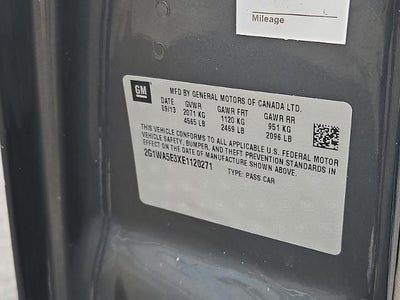 Mileage
GM
MFD BY GENERAL MOTORS OF CANADA LTD.
DATE GVWR GAWR FRT GAWR RR
09/13 2071 KG 1120 KG 951 KG
4565 LB 2469 LB 2096 LB
THIS VEHICLE CONFORMS TO ALL APPLICABLE U.S. FEDERAL MOTOR
VEHICLE SAFETY, BUMPER, AND THEFT PREVENTION STANDARDS IN
EFFECT ON THE DATE OF MANUFACTURE SHOWN ABOVE.
2G1WA5E3XE1120271
TYPE: PASS CAR